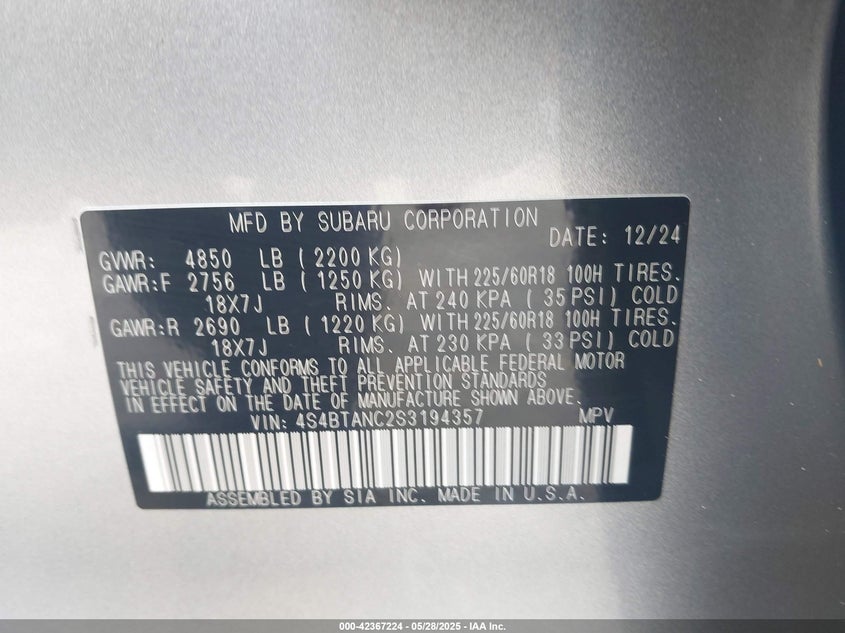 MFD BY SUBARU CORPORATION
DATE: 12/24
GVWR: 4850 LB ( 2200 KG)
GAWR:F 2756 LB ( 1250 KG) WITH 225/60R18 100H TIRES.
18X7J RIMS. AT 240 KPA ( 35 PSI) COLD
GAWR:R 2690 LB ( 1220 KG) WITH 225/60R18 100H TIRES.
18X7J RIMS. AT 230 KPA ( 33 PSI) COLD
THIS VEHICLE CONFORMS TO ALL APPLICABLE FEDERAL MOTOR
VEHICLE SAFETY AND THEFT PREVENTION STANDARDS
IN EFFECT ON THE DATE OF MANUFACTURE SHOWN ABOVE.
VIN: 4S4BTANC2S3194357 MPV
ASSEMBLED BY SIA INC. MADE IN U.S.A.
000-42367224 - 05/28/2025 - IAA Inc.